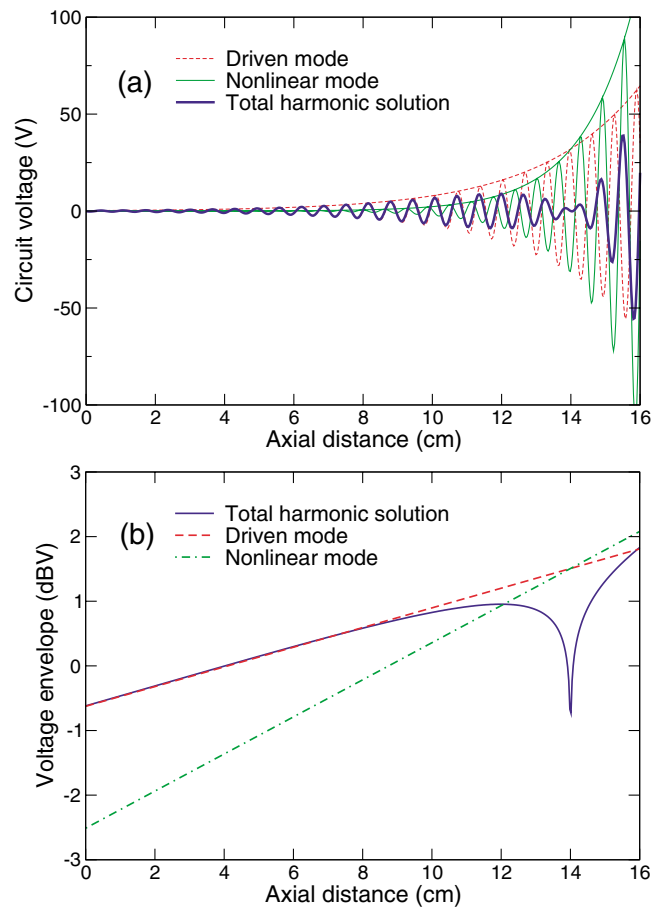 100
50
0
-50
-100
Circuit voltage (V)
(a)
Driven mode
Nonlinear mode
Total harmonic solution
0 2 4 6 8 10 12 14 16
Axial distance (cm)
3
2
1
0
-1
-2
-3
Voltage envelope (dBV)
(b)
Total harmonic solution
Driven mode
Nonlinear mode
0 2 4 6 8 10 12 14 16
Axial distance (cm)